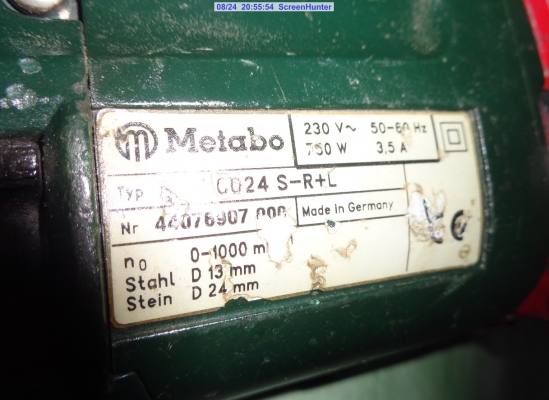 08/24 20:55:54 ScreenHunter
Metabo
230 V~ 50-60 Hz
750 W 3,5 A
Typ S-R+L
Nr 44076907
Made in Germany
n0 0-1000
Stahl D 13 mm
Stein D 24 mm